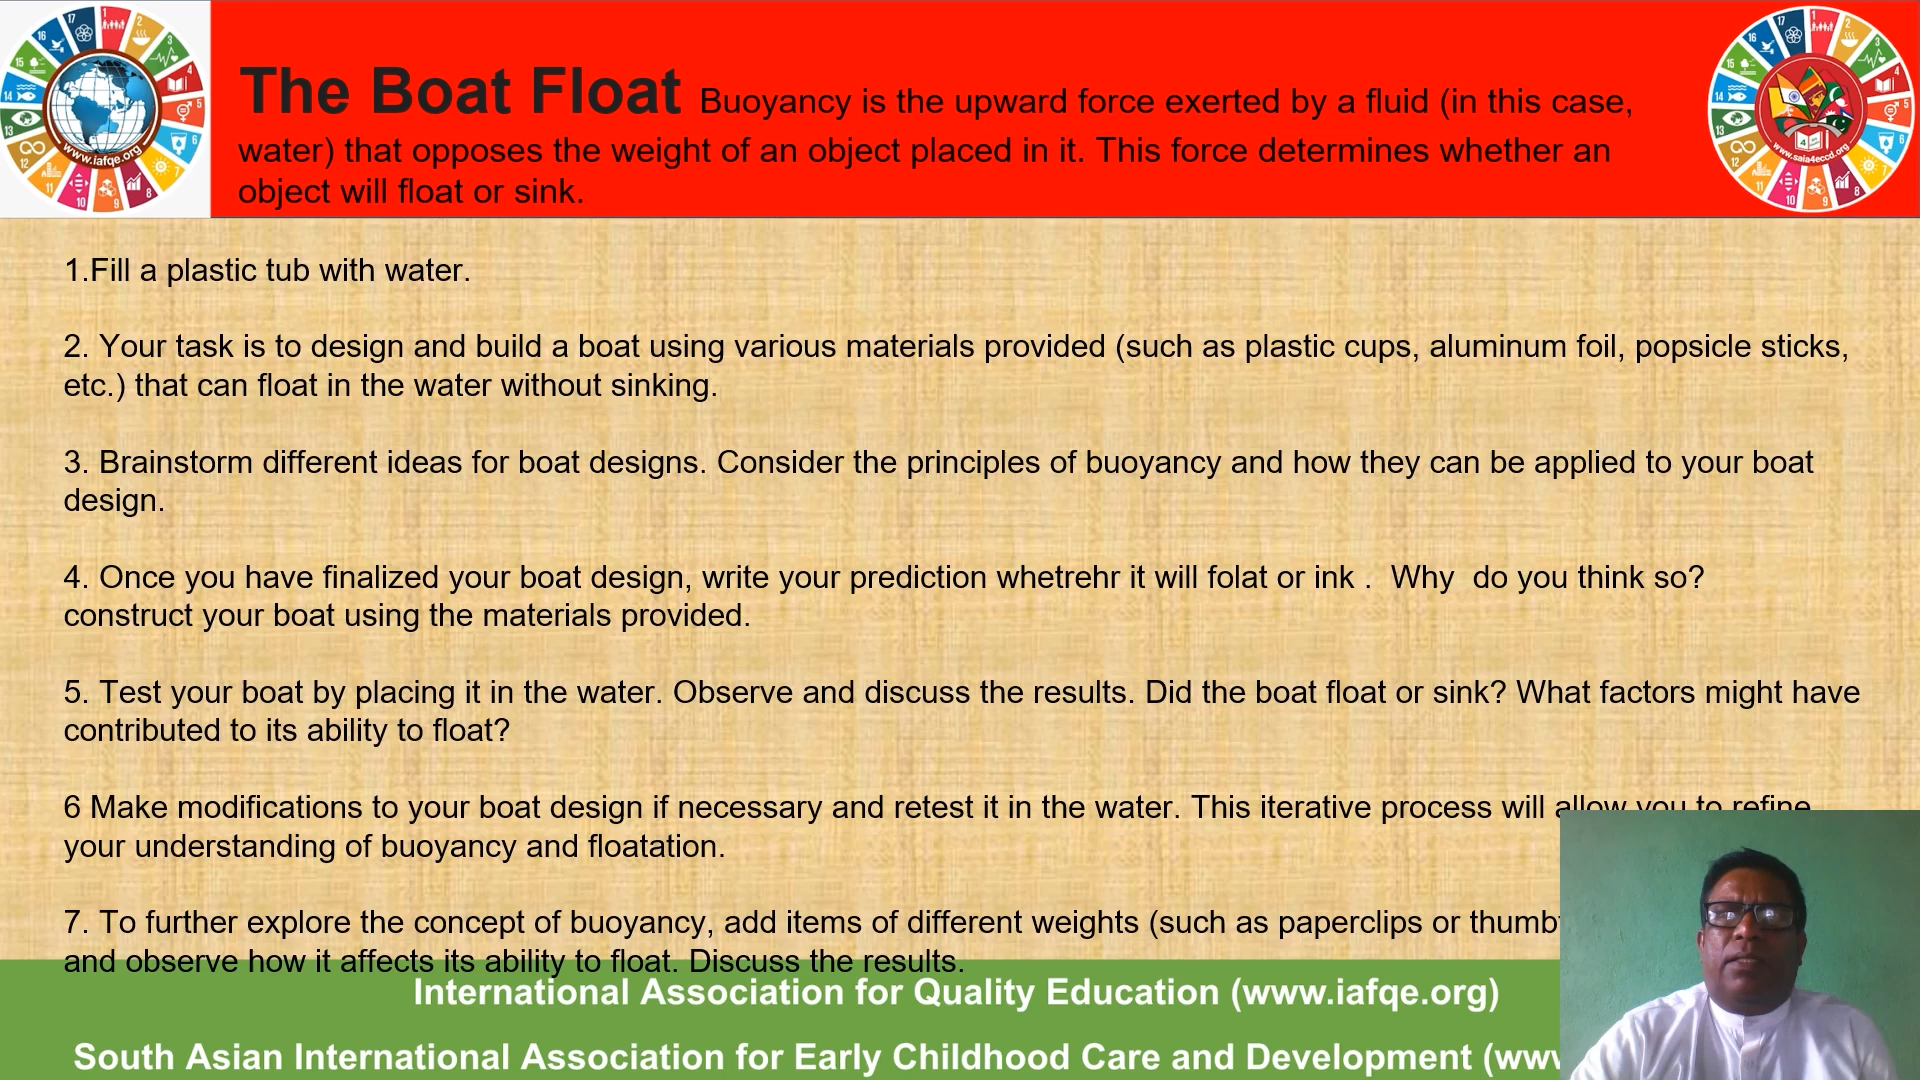 The Boat Float Buoyancy is the upward force exerted by a fluid (in this case,
water) that opposes the weight of an object placed in it. This force determines whether an
object will float or sink.
www.iafqe.org
www.saia4eccd.org
1.Fill a plastic tub with water.
2. Your task is to design and build a boat using various materials provided (such as plastic cups, aluminum foil, popsicle sticks,
etc.) that can float in the water without sinking.
3. Brainstorm different ideas for boat designs. Consider the principles of buoyancy and how they can be applied to your boat
design.
4. Once you have finalized your boat design, write your prediction whetrehr it will folat or ink .  Why  do you think so?
construct your boat using the materials provided.
5. Test your boat by placing it in the water. Observe and discuss the results. Did the boat float or sink? What factors might have
contributed to its ability to float?
6 Make modifications to your boat design if necessary and retest it in the water. This iterative process will allow you to refine
your understanding of buoyancy and floatation.
7. To further explore the concept of buoyancy, add items of different weights (such as paperclips or
and observe how it affects its ability to float. Discuss the results.
International Association for Quality Education (www.iafqe.org)
South Asian International Association for Early Childhood Care and Development